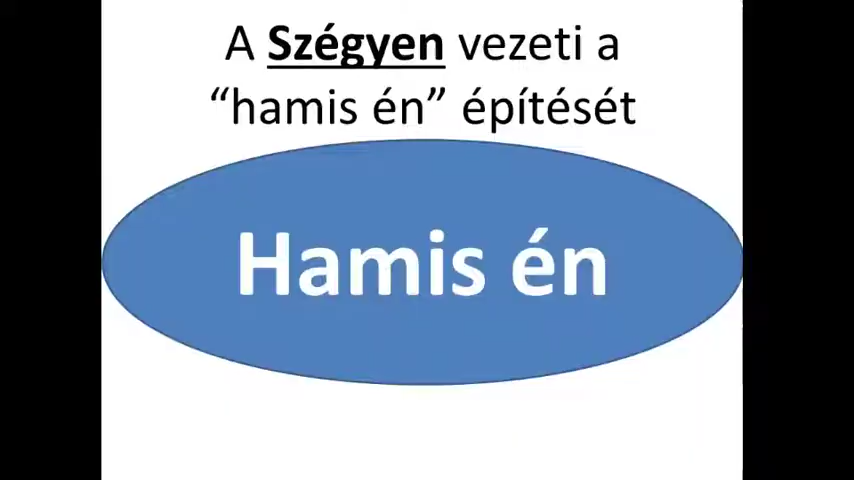 A Szégyen vezeti a
“hamis én” építését
Hamis én